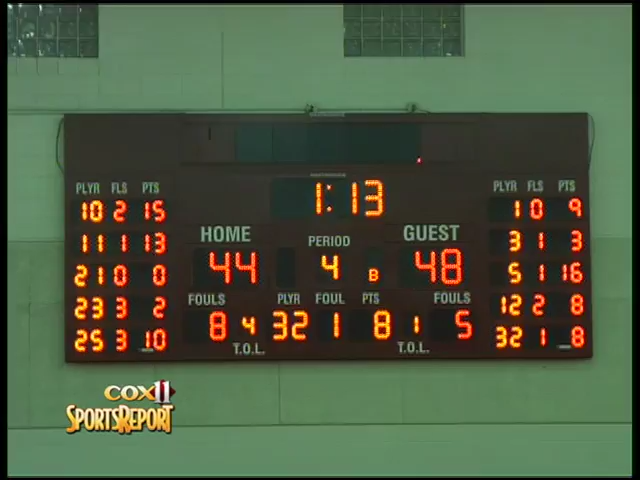 1:13
PLYR FLS PTS
10 2 15
11 1 13
21 0 0
23 3 2
25 3 10
HOME
44
PERIOD
4 B
GUEST
48
FOULS PLYR FOUL PTS FOULS
8 4 32 1 8 1 5
T.O.L. T.O.L.
PLYR FLS PTS
1 0 9
3 1 3
5 1 16
12 2 8
32 1 8
COX 11
SPORTSREPORT